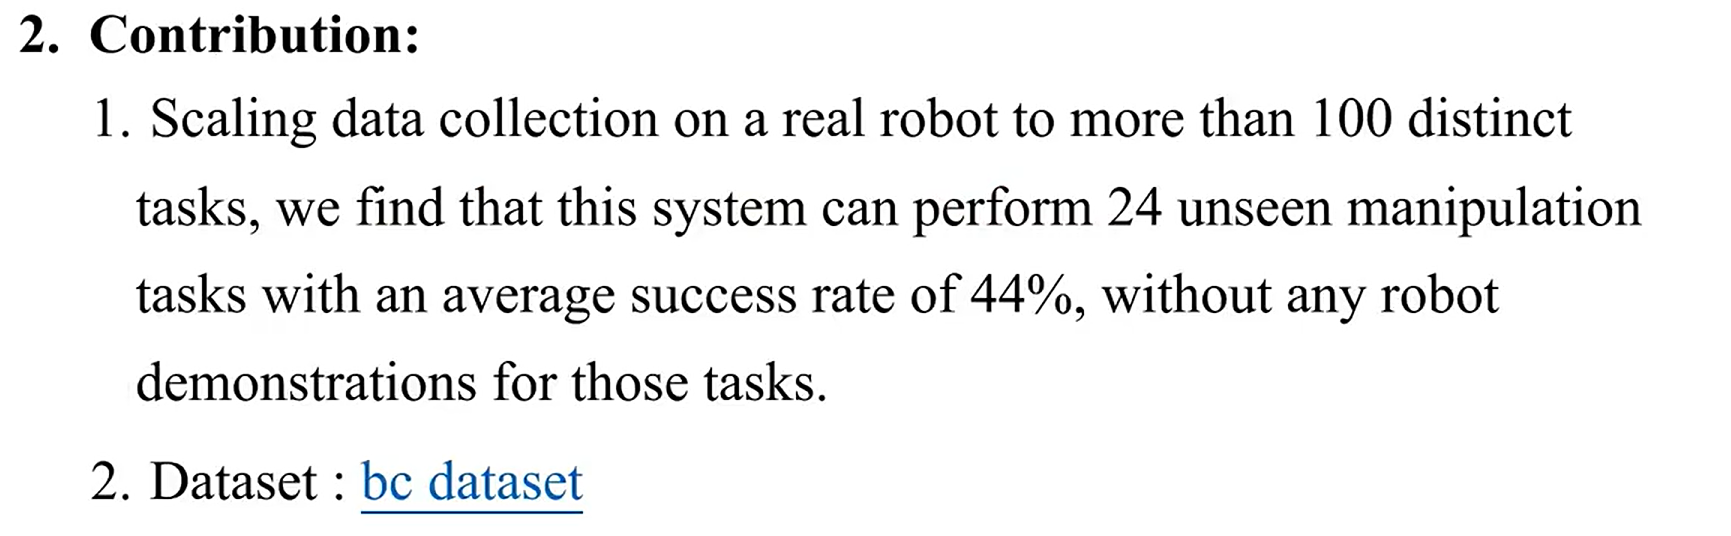 2. Contribution:
1. Scaling data collection on a real robot to more than 100 distinct
tasks, we find that this system can perform 24 unseen manipulation
tasks with an average success rate of 44%, without any robot
demonstrations for those tasks.
2. Dataset : bc dataset